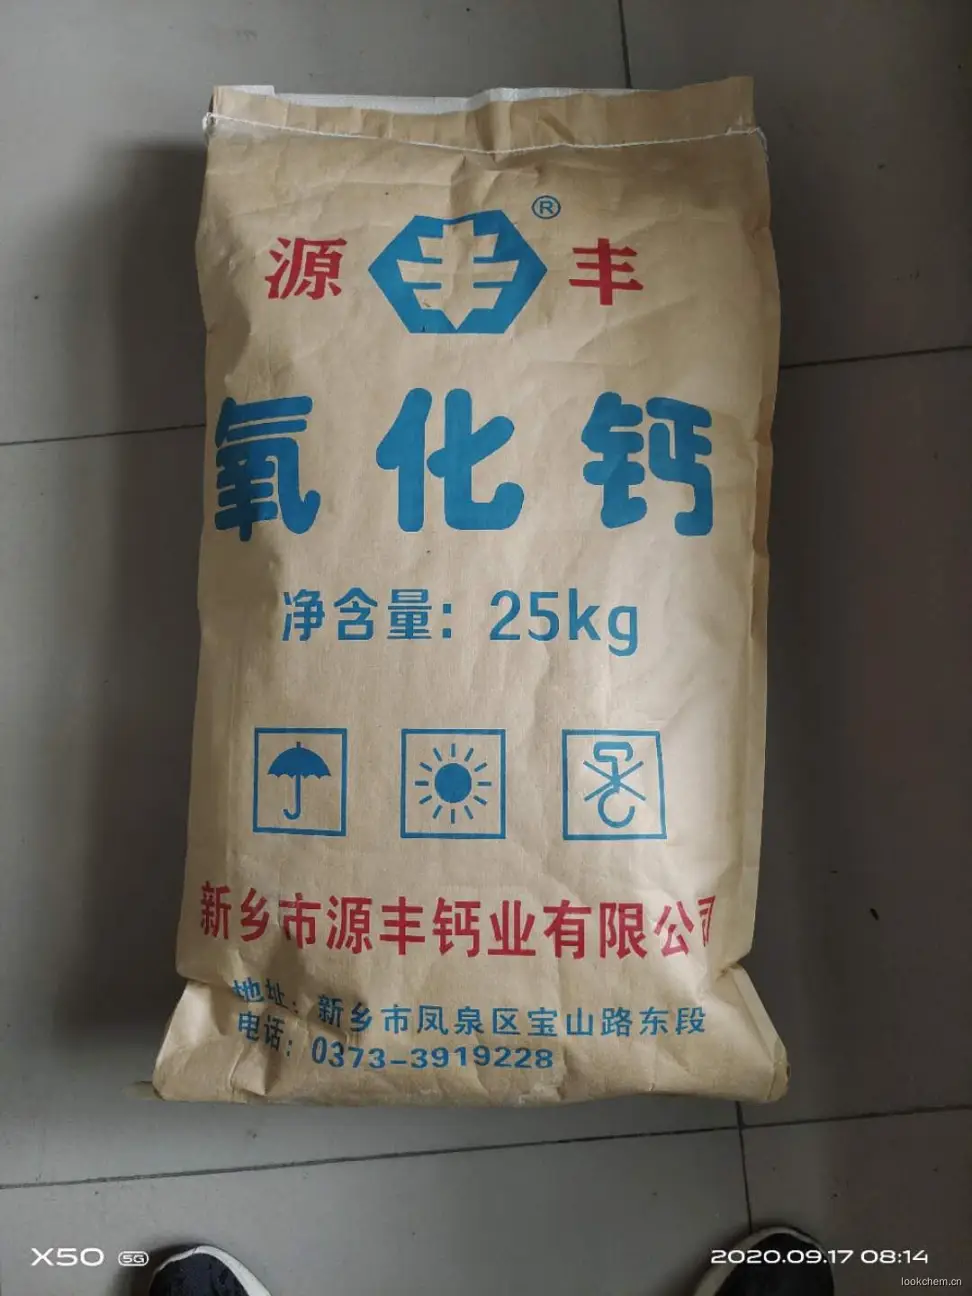 源 丰 ®
氧化钙
净含量: 25kg
新乡市源丰钙业有限公司
地址: 新乡市凤泉区宝山路东段
电话: 0373-3919228
X50 5G
2020.09.17 08:14
lookchem.cn